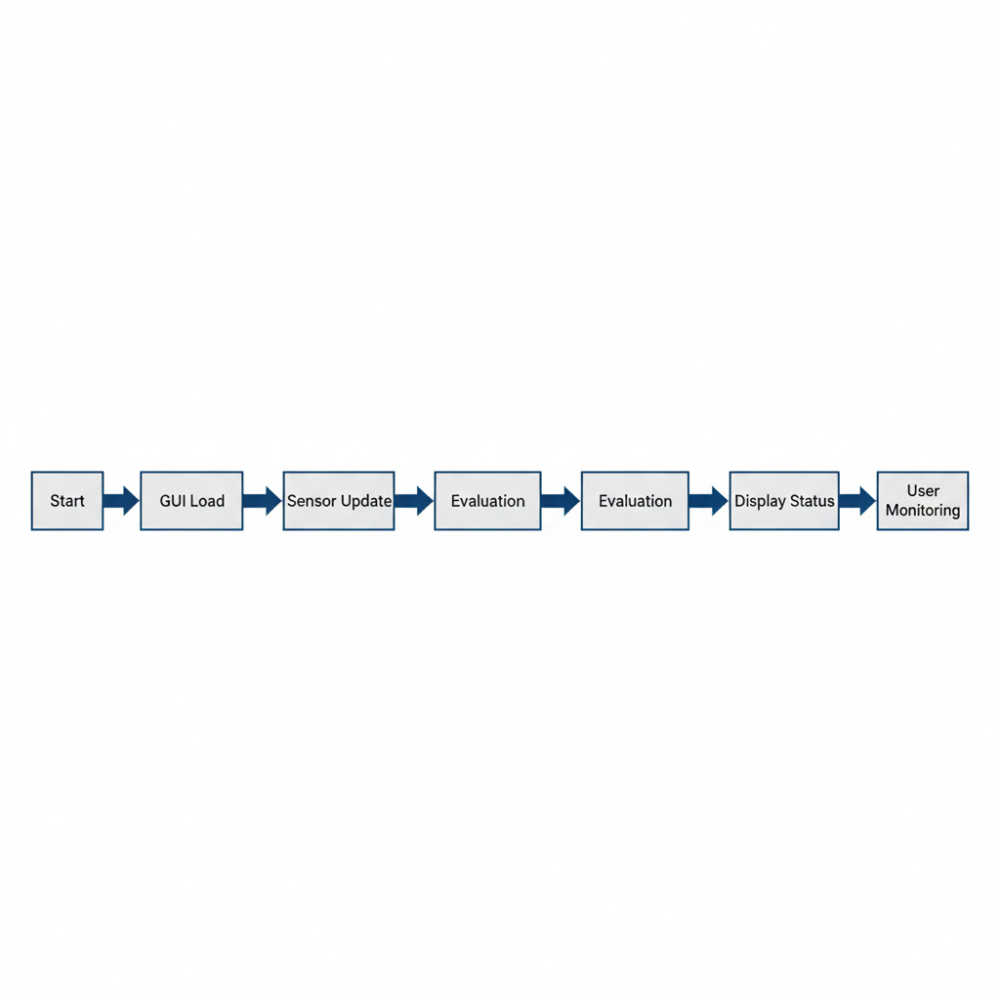 Start
GUI Load
Sensor Update
Evaluation
Evaluation
Display Status
User
Monitoring